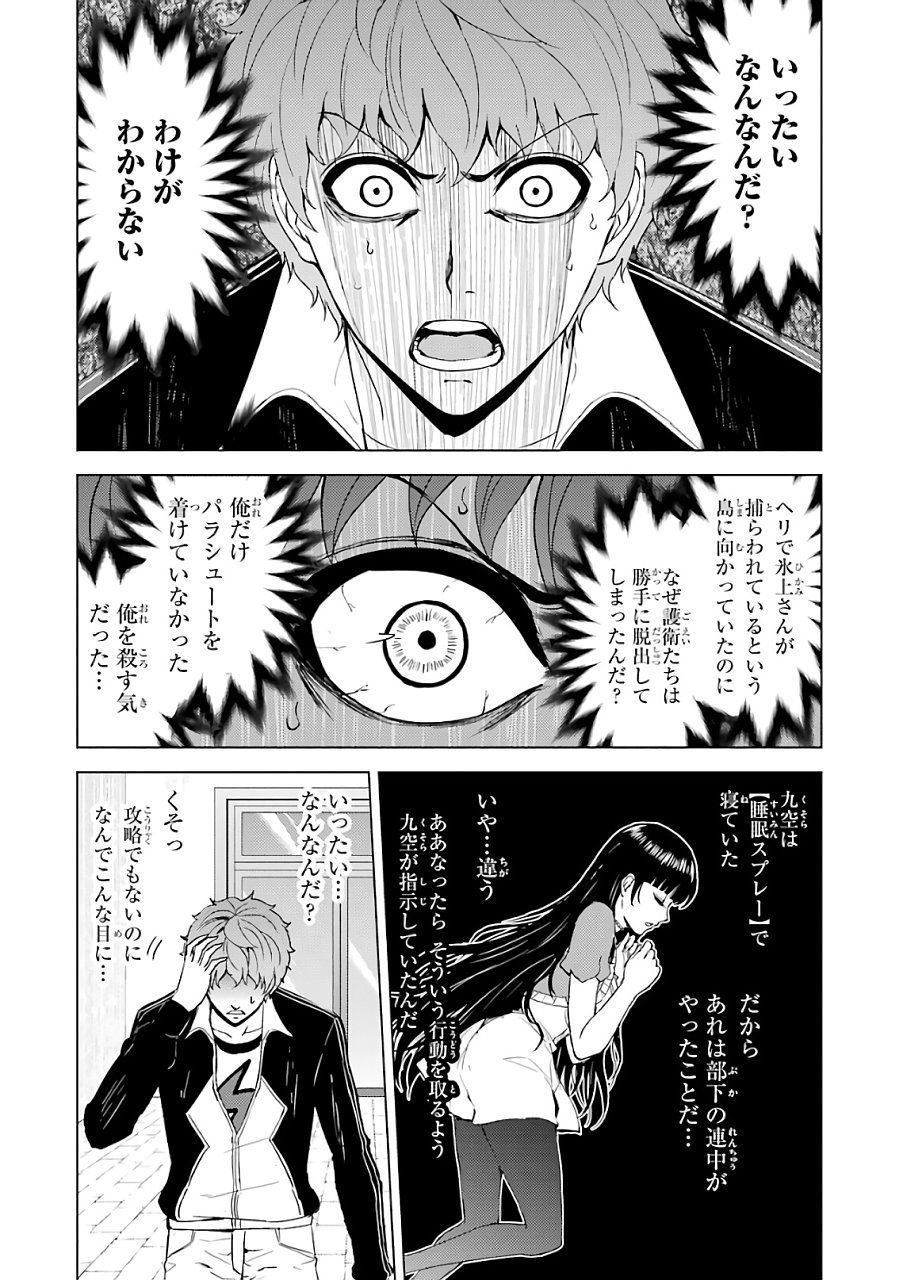 いったい
なんなんだ?
わけが
わからない
ヘリで氷上さんが
捕らわれているという
島に向かっていたのに
なぜ護衛たちは
勝手に脱出して
しまったんだ?
俺だけ
パラシュートを
着けていなかった
俺を殺す気
だった…
九空は
【睡眠スプレー】で
寝ていた
だから
あれは部下の連中が
やったことだ…
いや…違う
ああなったら そういう行動を取るよう
九空が指示していたんだ
いったい…
なんなんだ?
くそっ
攻略でもないのに
なんでこんな目に…